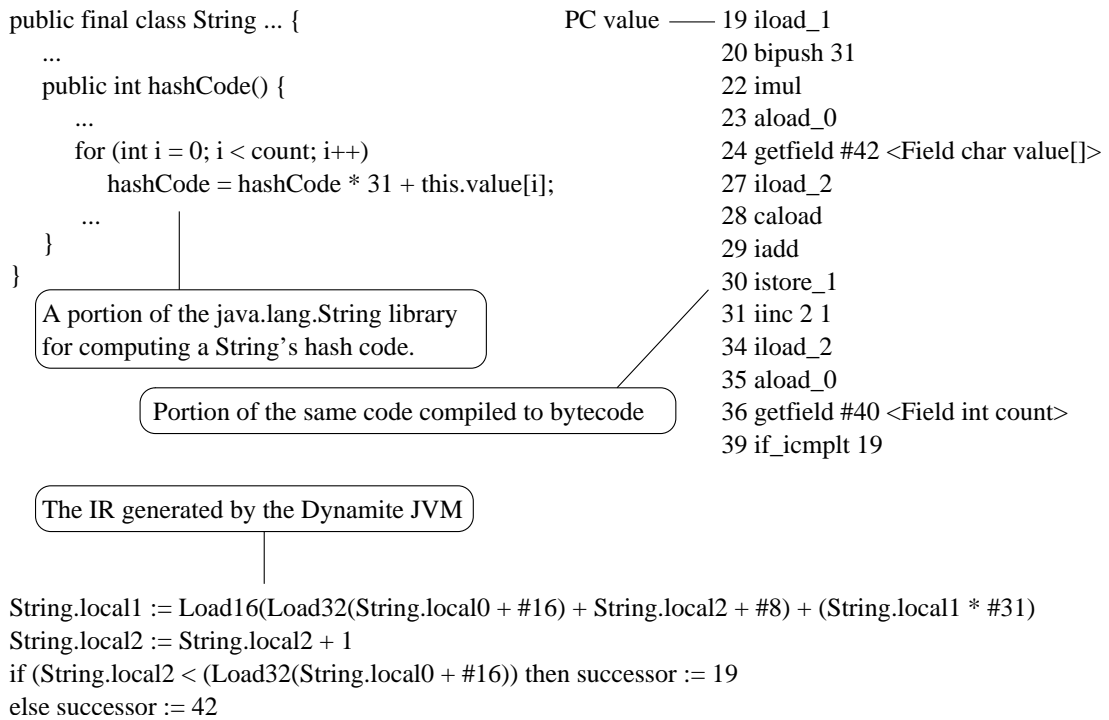 public final class String ... {
...
public int hashCode() {
...
for (int i = 0; i < count; i++)
hashCode = hashCode * 31 + this.value[i];
...
}
}
A portion of the java.lang.String library
for computing a String’s hash code.
Portion of the same code compiled to bytecode
PC value
19 iload_1
20 bipush 31
22 imul
23 aload_0
24 getfield #42 <Field char value[]>
27 iload_2
28 caload
29 iadd
30 istore_1
31 iinc 2 1
34 iload_2
35 aload_0
36 getfield #40 <Field int count>
39 if_icmplt 19
The IR generated by the Dynamite JVM
String.local1 := Load16(Load32(String.local0 + #16) + String.local2 + #8) + (String.local1 * #31)
String.local2 := String.local2 + 1
if (String.local2 < (Load32(String.local0 + #16)) then successor := 19
else successor := 42